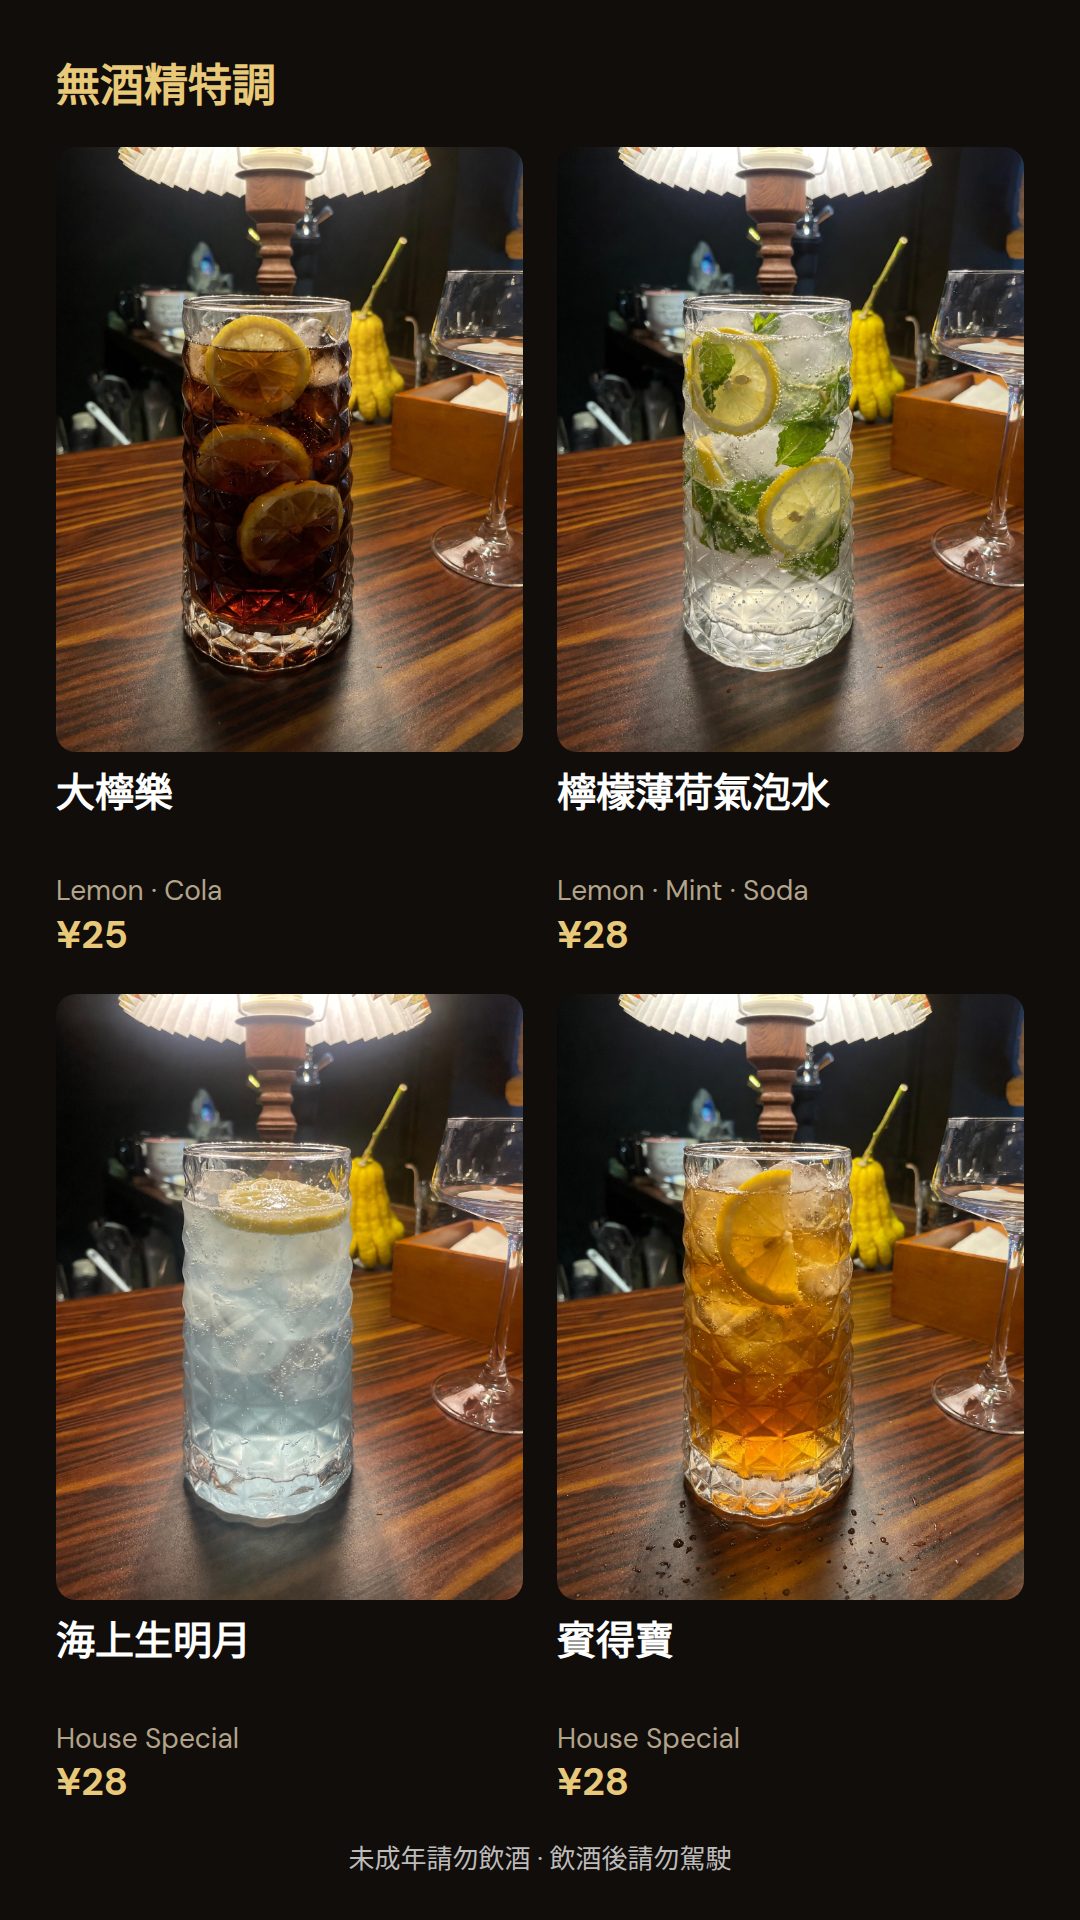 無酒精特調
大檸樂
Lemon · Cola
¥25
檸檬薄荷氣泡水
Lemon · Mint · Soda
¥28
海上生明月
House Special
¥28
賓得寶
House Special
¥28
未成年請勿飲酒 · 飲酒後請勿駕駛